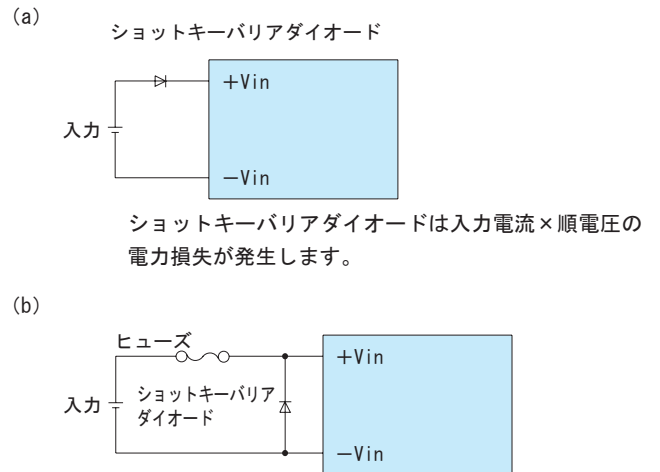 (a)
ショットキーバリアダイオード
+Vin
入力
−Vin
ショットキーバリアダイオードは入力電流×順電圧の
電力損失が発生します。
(b)
ヒューズ
+Vin
ショットキーバリア
入力
ダイオード
−Vin